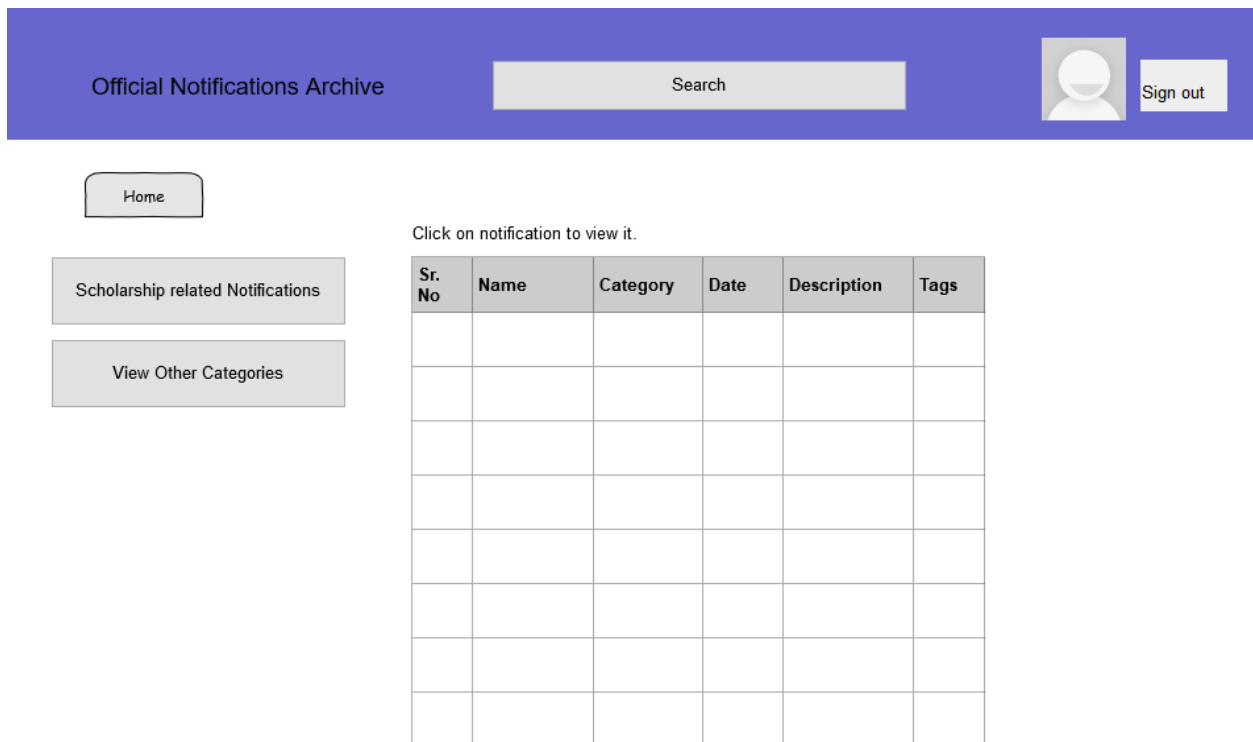 Official Notifications Archive
Search
Sign out
Home
Click on notification to view it.
Scholarship related Notifications
View Other Categories
Sr.
No
Name
Category
Date
Description
Tags